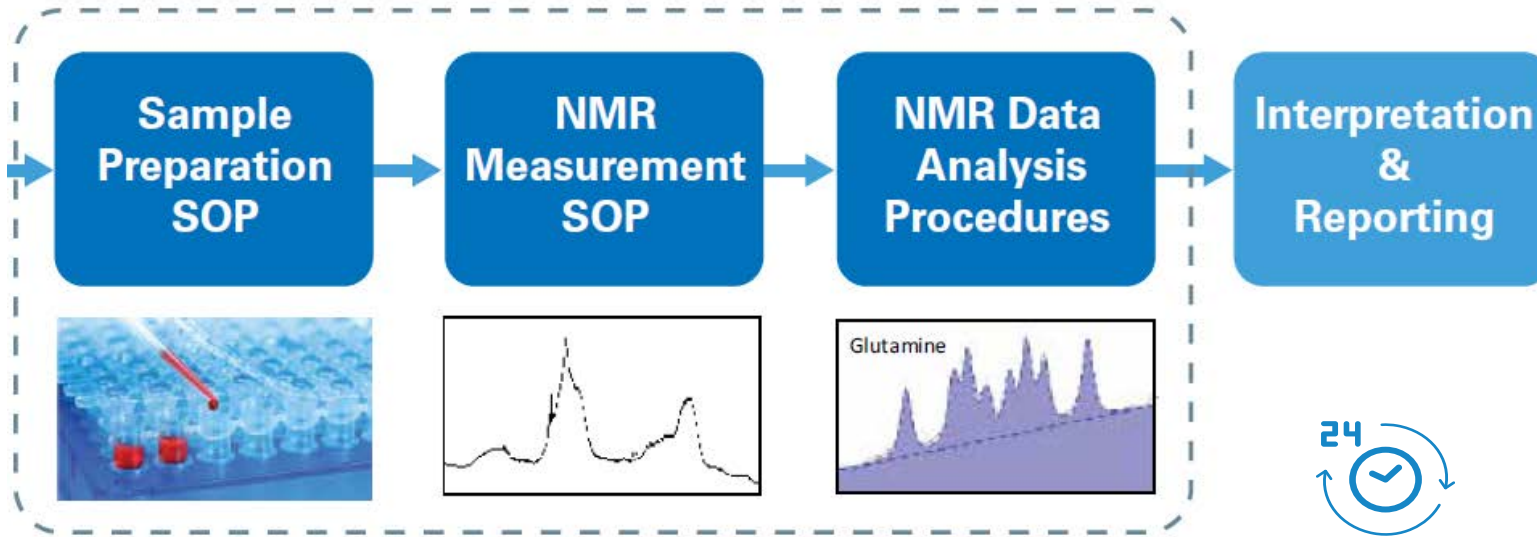 Sample
Preparation
SOP
NMR
Measurement
SOP
NMR Data
Analysis
Procedures
Interpretation
&
Reporting
Glutamine
24